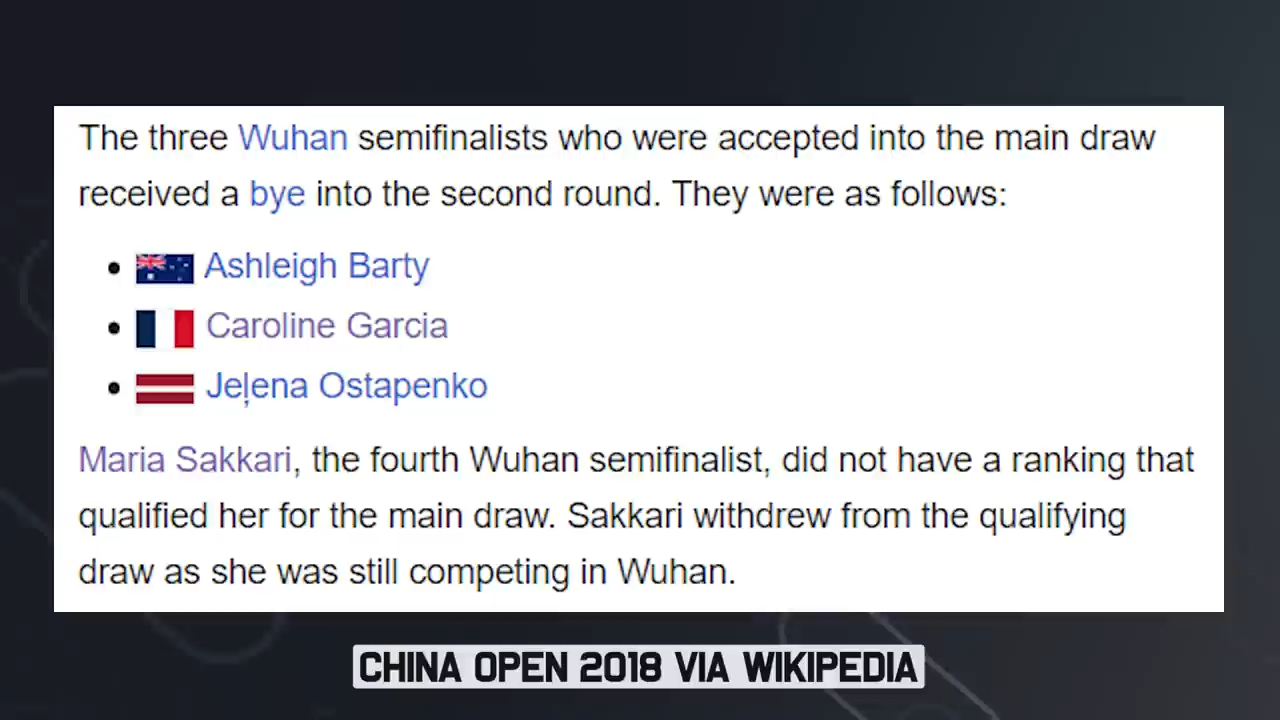 The three Wuhan semifinalists who were accepted into the main draw
received a bye into the second round. They were as follows:
Ashleigh Barty
Caroline Garcia
Jeļena Ostapenko
Maria Sakkari, the fourth Wuhan semifinalist, did not have a ranking that
qualified her for the main draw. Sakkari withdrew from the qualifying
draw as she was still competing in Wuhan.
CHINA OPEN 2018 VIA WIKIPEDIA